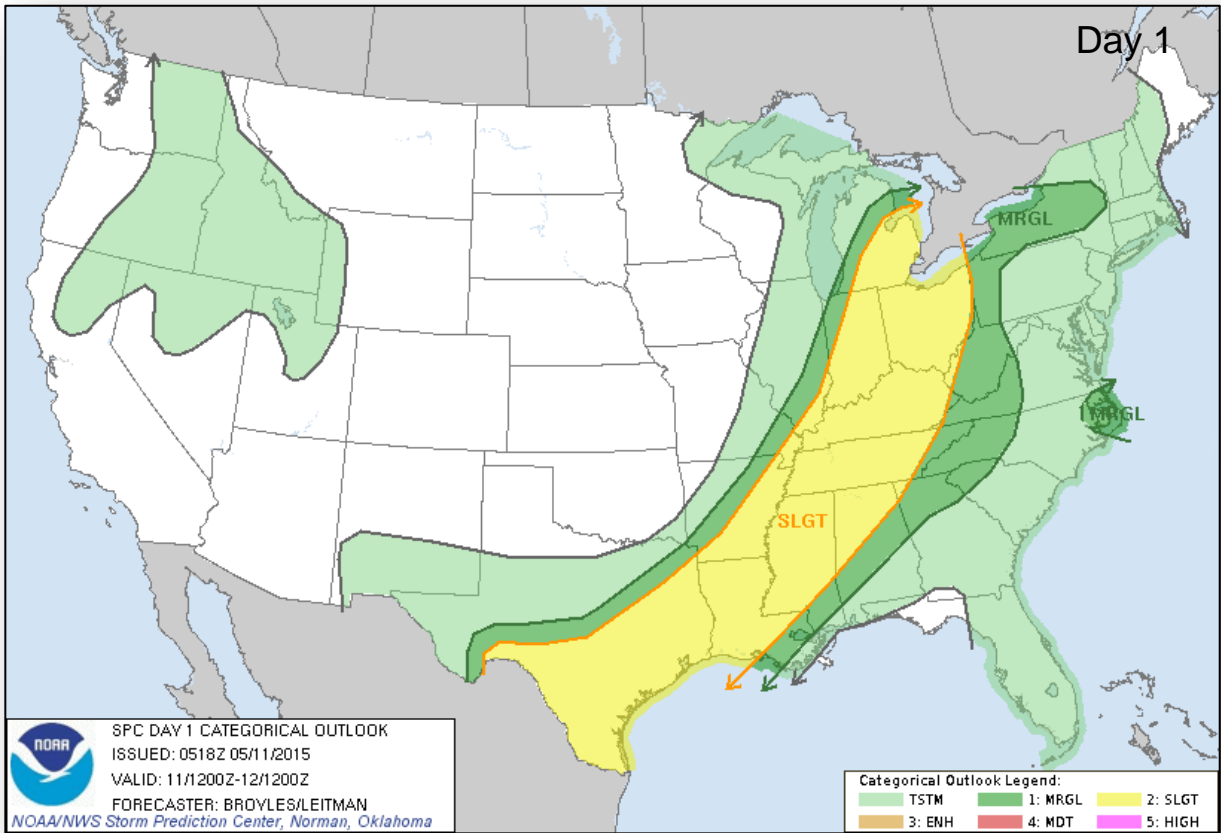 Day 1
MRGL
1 MRGL
SLGT
NOAA
SPC DAY 1 CATEGORICAL OUTLOOK
ISSUED: 0518Z 05/11/2015
VALID: 11/1200Z-12/1200Z
FORECASTER: BROYLES/LEITMAN
NOAA/NWS Storm Prediction Center, Norman, Oklahoma
Categorical Outlook Legend:
TSTM 1: MRGL 2: SLGT
3: ENH 4: MDT 5: HIGH